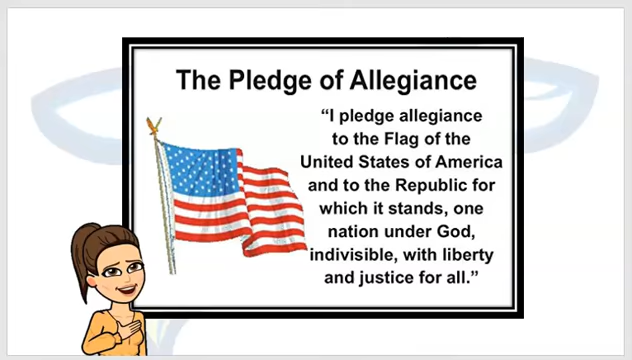 The Pledge of Allegiance
“I pledge allegiance
to the Flag of the
United States of America
and to the Republic for
which it stands, one
nation under God,
indivisible, with liberty
and justice for all.”